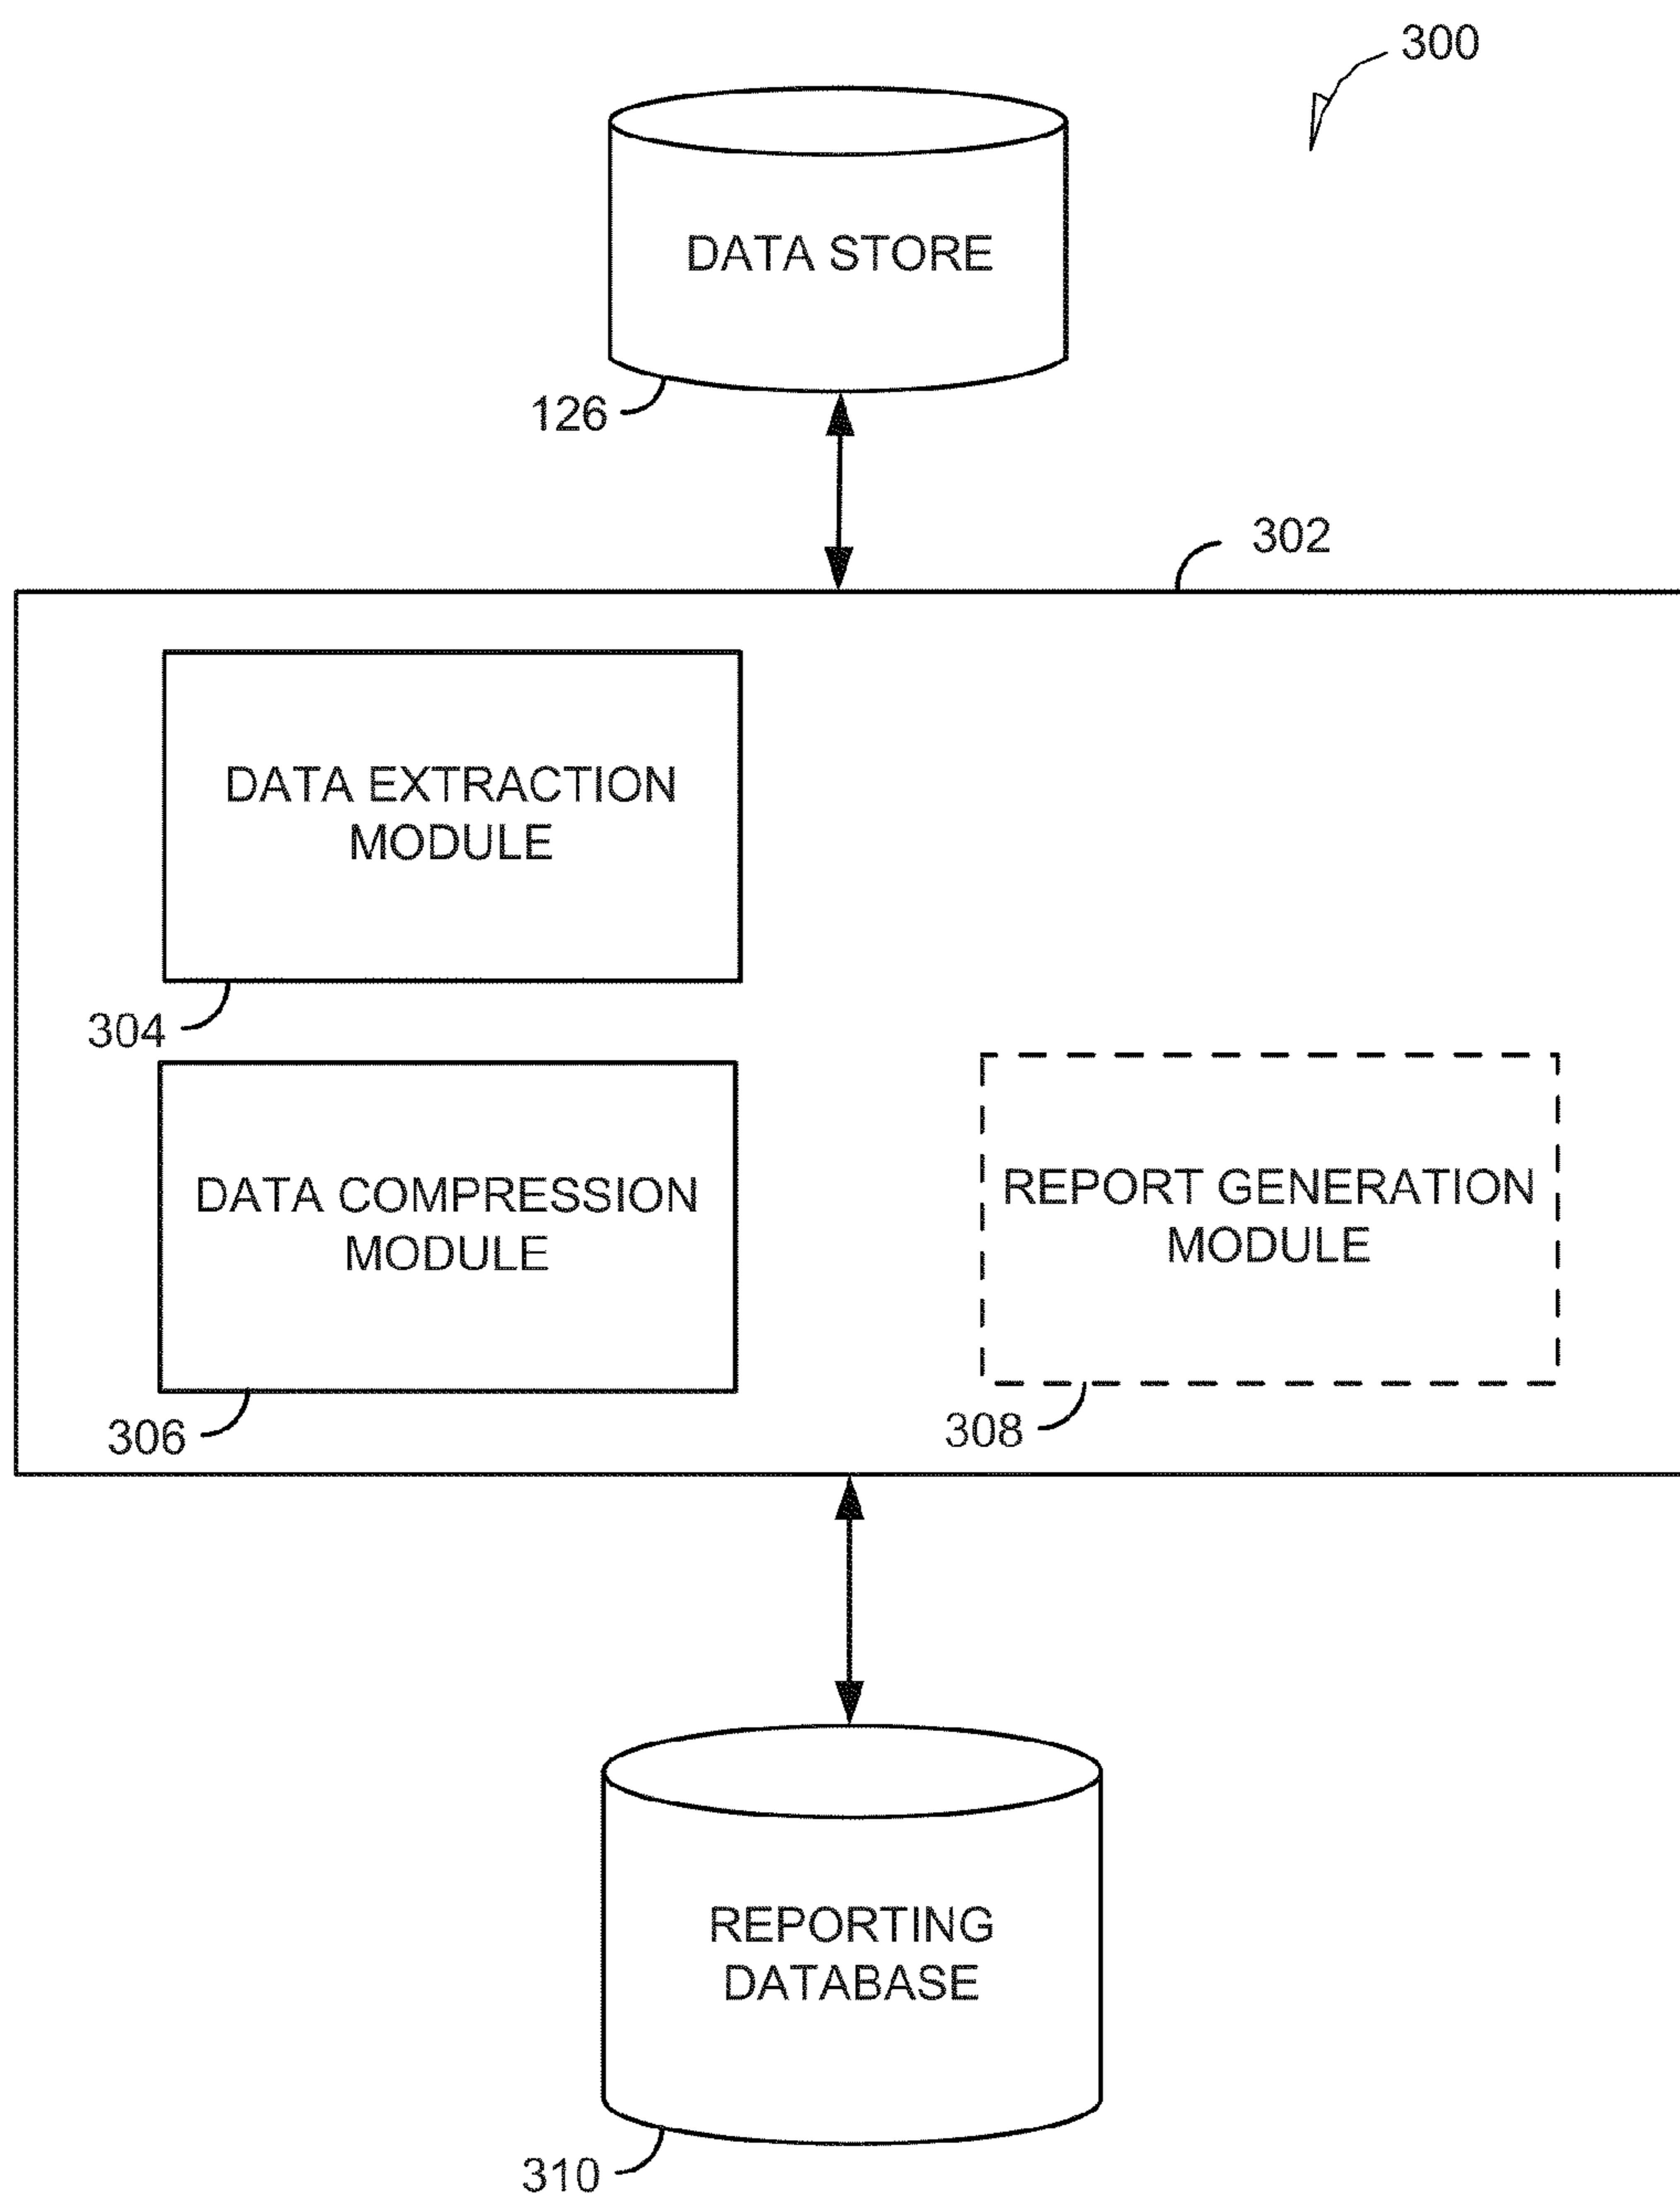 300
DATA STORE
126
302
DATA EXTRACTION
MODULE
304
DATA COMPRESSION
MODULE
306
REPORT GENERATION
MODULE
308
REPORTING
DATABASE
310